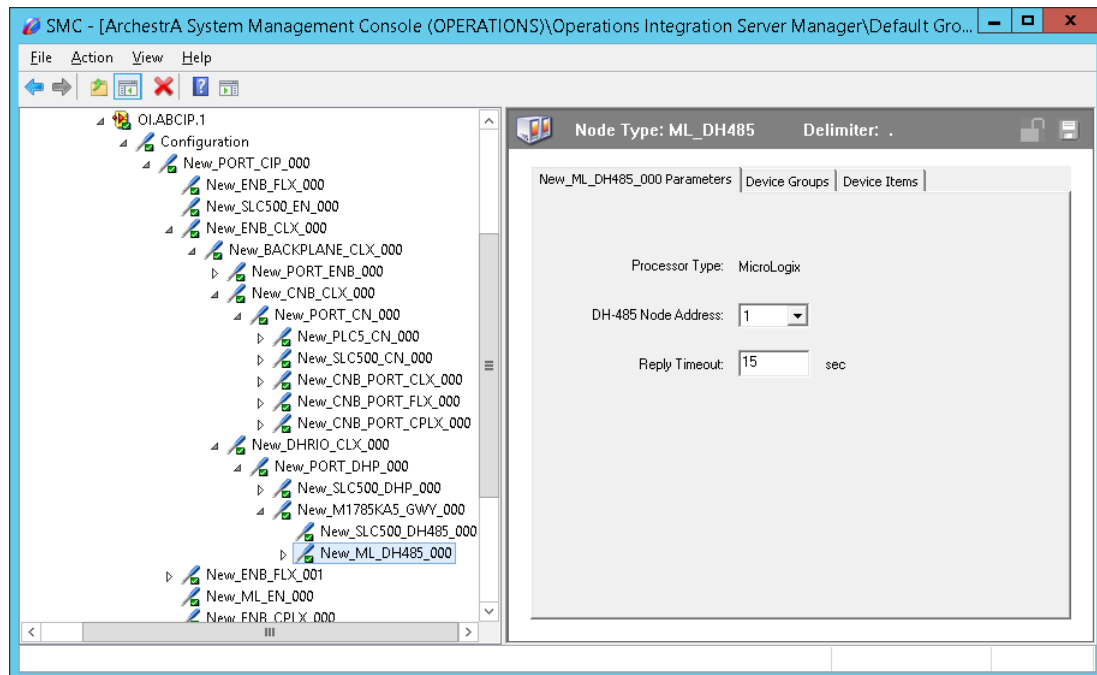 SMC - [ArchestrA System Management Console (OPERATIONS)\Operations Integration Server Manager\Default Gro...
File Action View Help
OI.ABCIP.1
Configuration
New_PORT_CIP_000
New_ENB_FLX_000
New_SLC500_EN_000
New_ENB_CLX_000
New_BACKPLANE_CLX_000
New_PORT_ENB_000
New_CNB_CLX_000
New_PORT_CN_000
New_PLC5_CN_000
New_SLC500_CN_000
New_CNB_PORT_CLX_000
New_CNB_PORT_FLX_000
New_CNB_PORT_CPLX_000
New_DHRIO_CLX_000
New_PORT_DHP_000
New_SLC500_DHP_000
New_M1785KA5_GWY_000
New_SLC500_DH485_000
New_ML_DH485_000
New_ENB_FLX_001
New_ML_EN_000
New_ENB_CPLX_000
Node Type: ML_DH485 Delimiter: .
New_ML_DH485_000 Parameters Device Groups Device Items
Processor Type: MicroLogix
DH-485 Node Address: 1
Reply Timeout: 15 sec